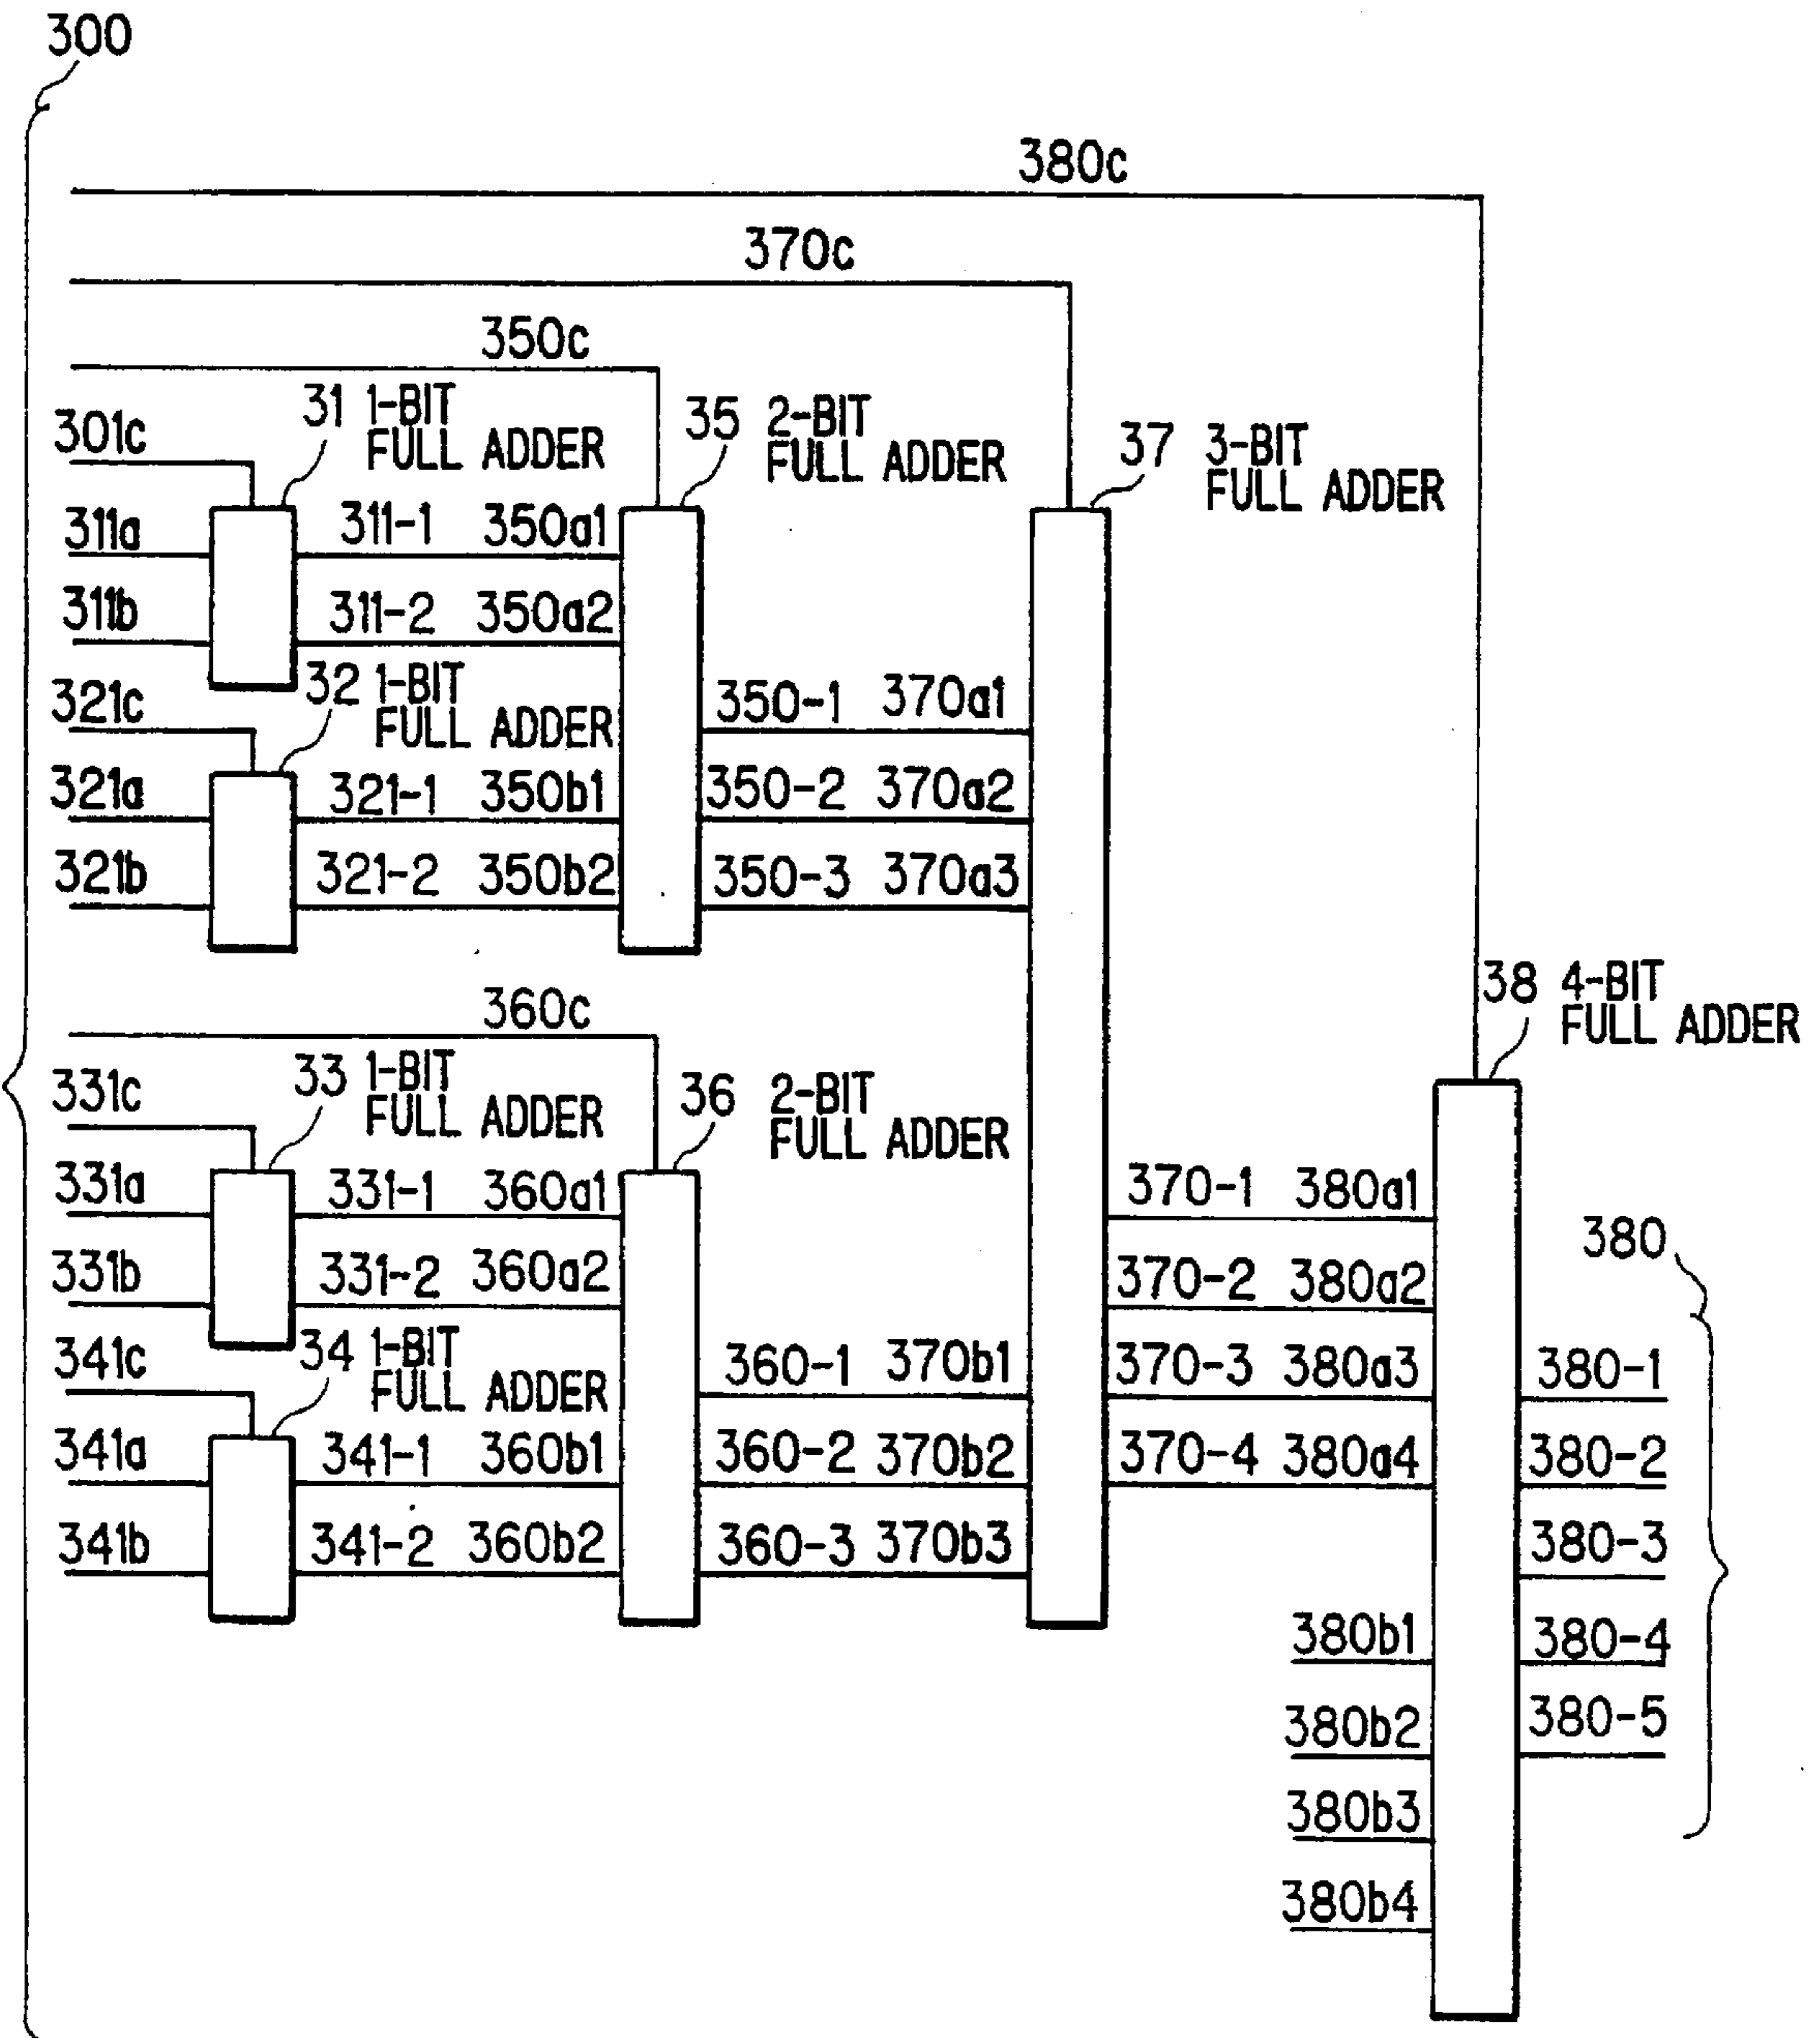 300
380c
370c
350c
301c
31 1-BIT
FULL ADDER
35 2-BIT
FULL ADDER
37 3-BIT
FULL ADDER
311a
311-1
350a1
311b
311-2
350a2
321c
32 1-BIT
FULL ADDER
350-1
370a1
321a
321-1
350b1
350-2
370a2
321b
321-2
350b2
350-3
370a3
38 4-BIT
FULL ADDER
360c
331c
33 1-BIT
FULL ADDER
36 2-BIT
FULL ADDER
331a
331-1
360a1
370-1
380a1
380
331b
331-2
360a2
370-2
380a2
341c
34 1-BIT
FULL ADDER
360-1
370b1
370-3
380a3
380-1
341a
341-1
360b1
360-2
370b2
370-4
380a4
380-2
341b
341-2
360b2
360-3
370b3
380-3
380b1
380-4
380b2
380-5
380b3
380b4